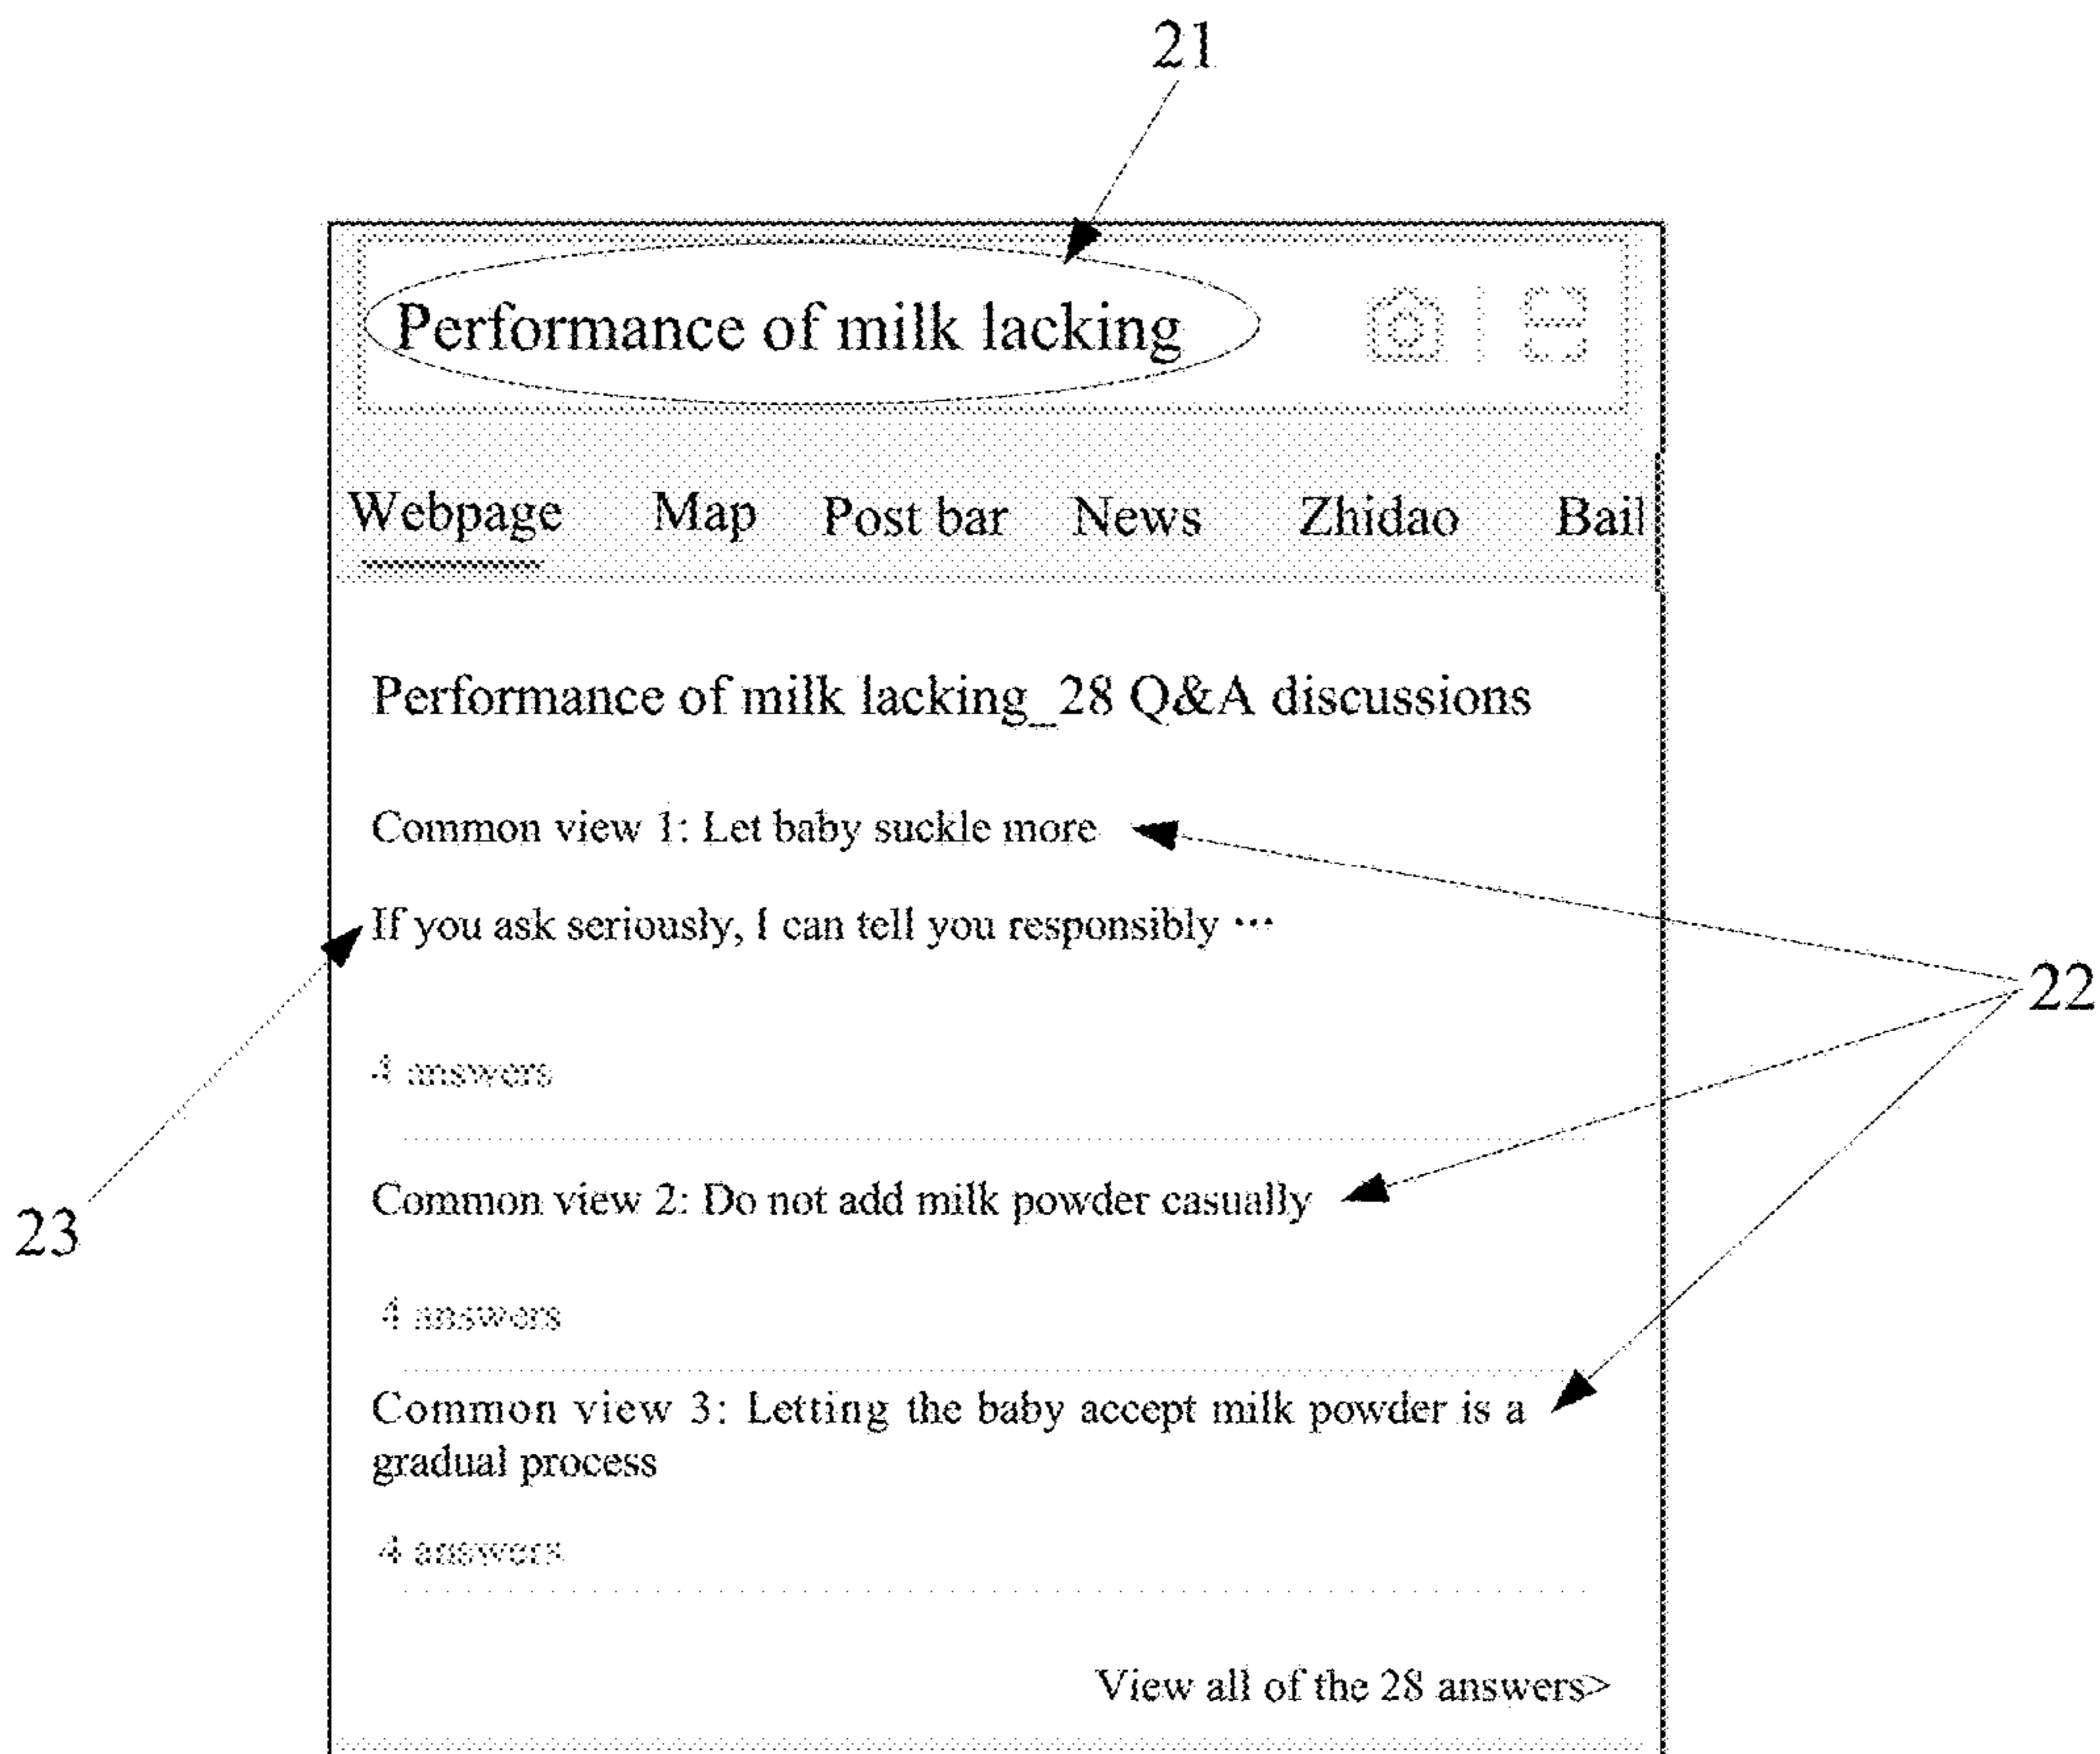 21
Performance of milk lacking
Webpage Map Post bar News Zhidao Bail
Performance of milk lacking_28 Q&A discussions
Common view 1: Let baby suckle more
If you ask seriously, I can tell you responsibly ···
22
4 answers
Common view 2: Do not add milk powder casually
23
4 answers
Common view 3: Letting the baby accept milk powder is a
gradual process
4 answers
View all of the 28 answers>